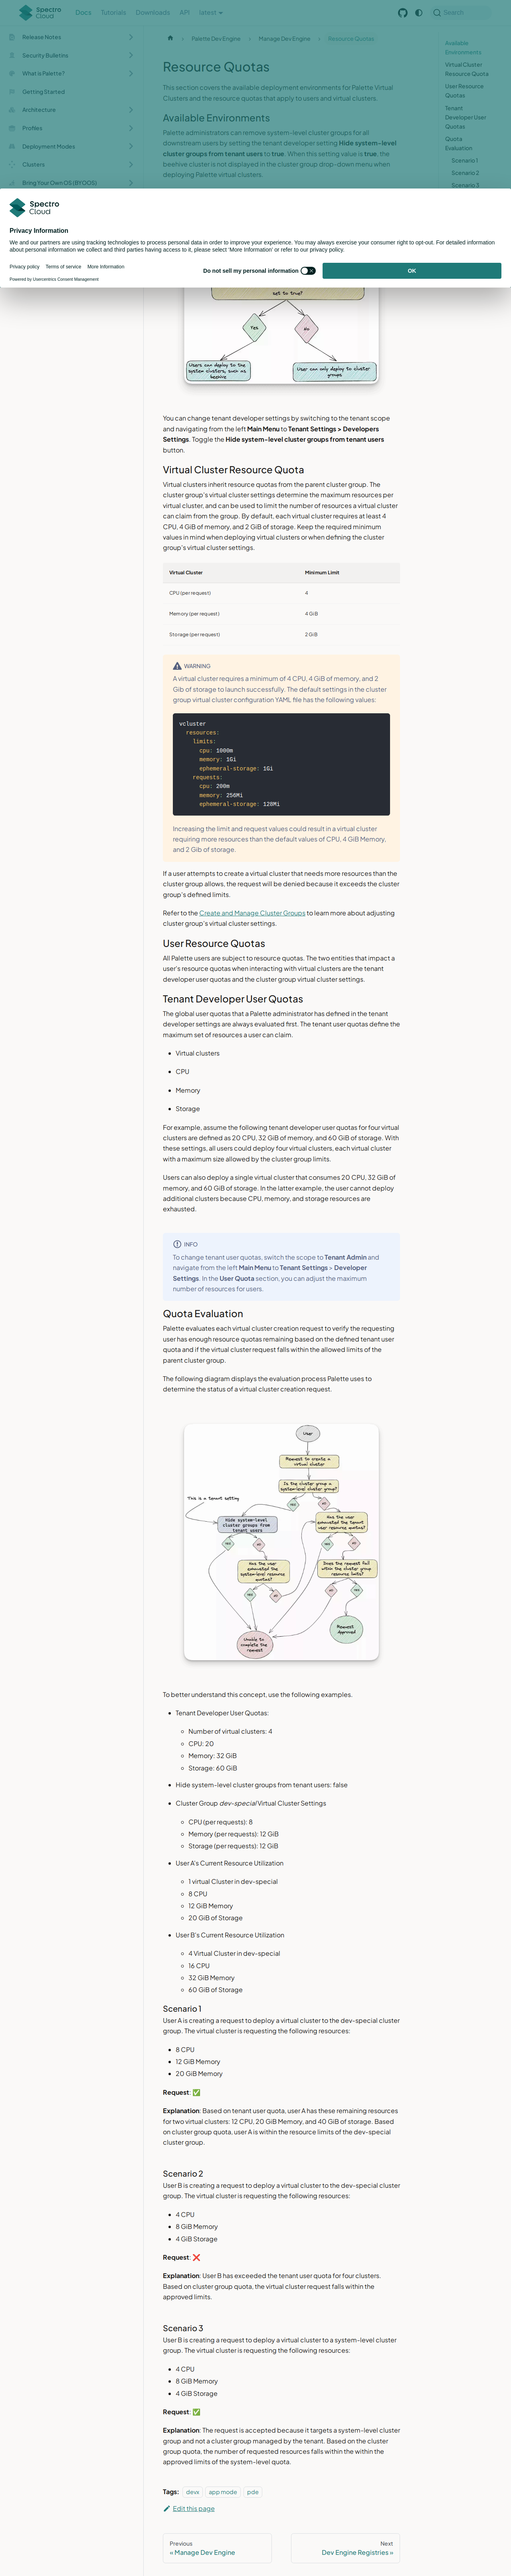 Spectro Cloud
Docs
Tutorials
Downloads
API
latest
Search
Release Notes
Security Bulletins
What is Palette?
Getting Started
Architecture
Profiles
Deployment Modes
Clusters
Bring Your Own OS (BYOOS)
Palette Dev Engine
Manage Dev Engine
Resource Quotas
Available Environments
Virtual Cluster Resource Quota
User Resource Quotas
Tenant Developer User Quotas
Quota Evaluation
Scenario 1
Scenario 2
Scenario 3
Resource Quotas
This section covers the available deployment environments for Palette Virtual
Clusters and the resource quotas that apply to users and virtual clusters.
Available Environments
Palette administrators can remove system-level cluster groups for all
downstream users by setting the tenant developer setting Hide system-level
cluster groups from tenant users to true. When this setting value is true, the
beehive cluster is not displayed in the cluster group drop-down menu when
deploying Palette virtual clusters.
Spectro Cloud
Privacy Information
We and our partners are using tracking technologies to process personal data in order to improve your experience. You may always exercise your consumer right to opt-out. For detailed information
about personal information we collect and third parties having access to it, please select 'More Information' or refer to our privacy policy.
Privacy policy
Terms of service
More Information
Do not sell my personal information
OK
Powered by Usercentrics Consent Management
set to true?
Yes
No
Users can deploy to the system clusters, such as beehive
User can only deploy to cluster groups
You can change tenant developer settings by switching to the tenant scope
and navigating from the left Main Menu to Tenant Settings > Developers
Settings. Toggle the Hide system-level cluster groups from tenant users
button.
Virtual Cluster Resource Quota
Virtual clusters inherit resource quotas from the parent cluster group. The
cluster group's virtual cluster settings determine the maximum resources per
virtual cluster, and can be used to limit the number of resources a virtual cluster
can claim from the group. By default, each virtual cluster requires at least 4
CPU, 4 GiB of memory, and 2 GiB of storage. Keep the required minimum
values in mind when deploying virtual clusters or when defining the cluster
group's virtual cluster settings.
Virtual Cluster	Minimum Limit
CPU (per request)	4
Memory (per request)	4 GiB
Storage (per request)	2 GiB
WARNING
A virtual cluster requires a minimum of 4 CPU, 4 GiB of memory, and 2
Gib of storage to launch successfully. The default settings in the cluster
group virtual cluster configuration YAML file has the following values:
vcluster
resources:
limits:
cpu: 1000m
memory: 1Gi
ephemeral-storage: 1Gi
requests:
cpu: 200m
memory: 256Mi
ephemeral-storage: 128Mi
Increasing the limit and request values could result in a virtual cluster
requiring more resources than the default values of CPU, 4 GiB Memory,
and 2 Gib of storage.
If a user attempts to create a virtual cluster that needs more resources than the
cluster group allows, the request will be denied because it exceeds the cluster
group's defined limits.
Refer to the Create and Manage Cluster Groups to learn more about adjusting
cluster group's virtual cluster settings.
User Resource Quotas
All Palette users are subject to resource quotas. The two entities that impact a
user's resource quotas when interacting with virtual clusters are the tenant
developer user quotas and the cluster group virtual cluster settings.
Tenant Developer User Quotas
The global user quotas that a Palette administrator has defined in the tenant
developer settings are always evaluated first. The tenant user quotas define the
maximum set of resources a user can claim.
• Virtual clusters
• CPU
• Memory
• Storage
For example, assume the following tenant developer user quotas for four virtual
clusters are defined as 20 CPU, 32 GiB of memory, and 60 GiB of storage. With
these settings, all users could deploy four virtual clusters, each virtual cluster
with a maximum size allowed by the cluster group limits.
Users can also deploy a single virtual cluster that consumes 20 CPU, 32 GiB of
memory, and 60 GiB of storage. In the latter example, the user cannot deploy
additional clusters because CPU, memory, and storage resources are
exhausted.
INFO
To change tenant user quotas, switch the scope to Tenant Admin and
navigate from the left Main Menu to Tenant Settings > Developer
Settings. In the User Quota section, you can adjust the maximum
number of resources for users.
Quota Evaluation
Palette evaluates each virtual cluster creation request to verify the requesting
user has enough resource quotas remaining based on the defined tenant user
quota and if the virtual cluster request falls within the allowed limits of the
parent cluster group.
The following diagram displays the evaluation process Palette uses to
determine the status of a virtual cluster creation request.
User
Request to create a virtual cluster
Is the cluster group a system-level cluster group?
This is a tenant setting
YES
NO
Hide system-level cluster groups from tenant users
Has the user exhausted the tenant user resource quotas?
YES
NO
YES
NO
Has the user exhausted the system-level resource quotas?
Does the request fall within the cluster group limits?
YES
NO
NO
YES
Unable to complete the request
Request approved
To better understand this concept, use the following examples.
• Tenant Developer User Quotas:
◦ Number of virtual clusters: 4
◦ CPU: 20
◦ Memory: 32 GiB
◦ Storage: 60 GiB
• Hide system-level cluster groups from tenant users: false
• Cluster Group dev-special Virtual Cluster Settings
◦ CPU (per requests): 8
◦ Memory (per requests): 12 GiB
◦ Storage (per requests): 12 GiB
• User A's Current Resource Utilization
◦ 1 virtual Cluster in dev-special
◦ 8 CPU
◦ 12 GiB Memory
◦ 20 GiB of Storage
• User B's Current Resource Utilization
◦ 4 Virtual Cluster in dev-special
◦ 16 CPU
◦ 32 GiB Memory
◦ 60 GiB of Storage
Scenario 1
User A is creating a request to deploy a virtual cluster to the dev-special cluster
group. The virtual cluster is requesting the following resources:
• 8 CPU
• 12 GiB Memory
• 20 GiB Memory
Request: ✅
Explanation: Based on tenant user quota, user A has these remaining resources
for two virtual clusters: 12 CPU, 20 GiB Memory, and 40 GiB of storage. Based
on cluster group quota, user A is within the resource limits of the dev-special
cluster group.
Scenario 2
User B is creating a request to deploy a virtual cluster to the dev-special cluster
group. The virtual cluster is requesting the following resources:
• 4 CPU
• 8 GiB Memory
• 4 GiB Storage
Request: ❌
Explanation: User B has exceeded the tenant user quota for four clusters.
Based on cluster group quota, the virtual cluster request falls within the
approved limits.
Scenario 3
User B is creating a request to deploy a virtual cluster to a system-level cluster
group. The virtual cluster is requesting the following resources:
• 4 CPU
• 8 GiB Memory
• 4 GiB Storage
Request: ✅
Explanation: The request is accepted because it targets a system-level cluster
group and not a cluster group managed by the tenant. Based on the cluster
group quota, the number of requested resources falls within the within the
approved limits of the system-level quota.
Tags: devx app mode pde
Edit this page
Previous
« Manage Dev Engine
Next
Dev Engine Registries »